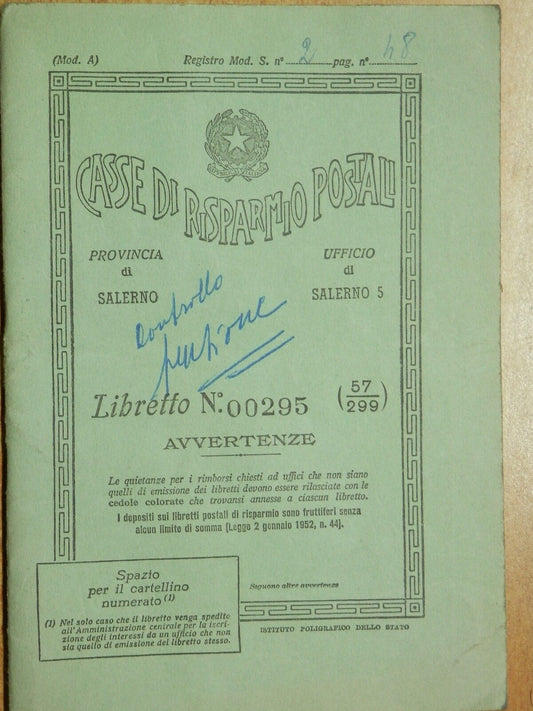 (Mod. A) Registro Mod. S. n° 2 pag. n° 48
REPUBBLICA ITALIANA
CASSE DI RISPARMIO POSTALI
PROVINCIA
di
SALERNO
UFFICIO
di
SALERNO 5
controllo
Libretto N.° 00295 (57/299)
AVVERTENZE
Le quietanze per i rimborsi chiesti ad uffici che non siano
quelli di emissione dei libretti devono essere rilasciate con le
cedole colorate che trovansi annesse a ciascun libretto.
I depositi sui libretti postali di risparmio sono fruttiferi senza
alcun limite di somma (Legge 2 gennaio 1952, n. 44).
Spazio
per il cartellino
numerato (1)
(1) Nel solo caso che il libretto venga spedito
all'Amministrazione centrale per la iscri-
zione degli interessi da un ufficio che non
sia quello di emissione del libretto stesso.
Seguono altre avvertenze
ISTITUTO POLIGRAFICO DELLO STATO